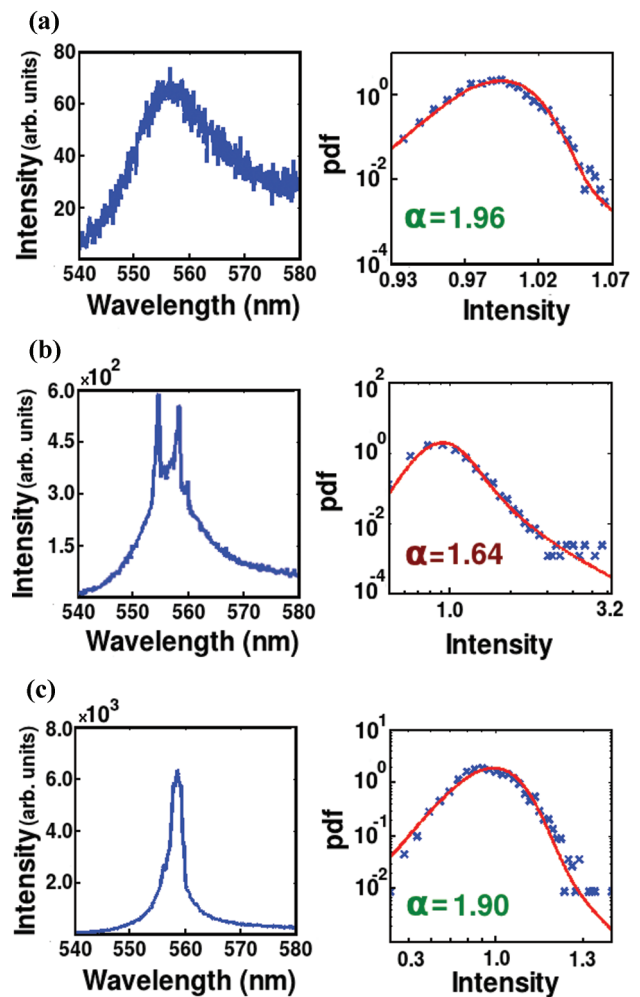 (a)
80
60
40
20
Intensity (arb. units)
540 550 560 570 580
Wavelength (nm)
10^0
10^-2
10^-4
pdf
α=1.96
0.93 0.97 1.02 1.07
Intensity
(b)
×10^2
6.0
4.5
3.0
1.5
Intensity (arb. units)
540 550 560 570 580
Wavelength (nm)
10^2
10^0
10^-2
10^-4
pdf
α=1.64
1.0 3.2
Intensity
(c)
×10^3
8.0
6.0
4.0
2.0
Intensity (arb. units)
540 550 560 570 580
Wavelength (nm)
10^1
10^0
10^-1
10^-2
pdf
α=1.90
0.3 1.0 1.3
Intensity